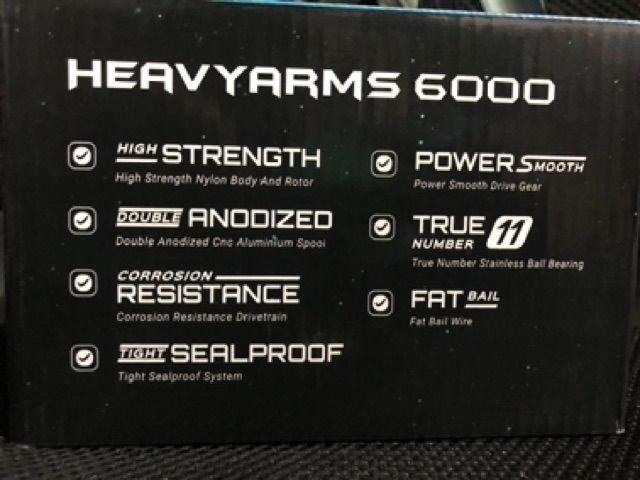 HEAVYARMS 6000
HIGH STRENGTH
High Strength Nylon Body And Rotor
DOUBLE ANODIZED
Double Anodized Cnc Aluminium Spool
CORROSION
RESISTANCE
Corrosion Resistance Drivetrain
TIGHT SEALPROOF
Tight Sealproof System
POWER SMOOTH
Power Smooth Drive Gear
TRUE 11
NUMBER
True Number Stainless Ball Bearing
FAT BAIL
Fat Bail Wire